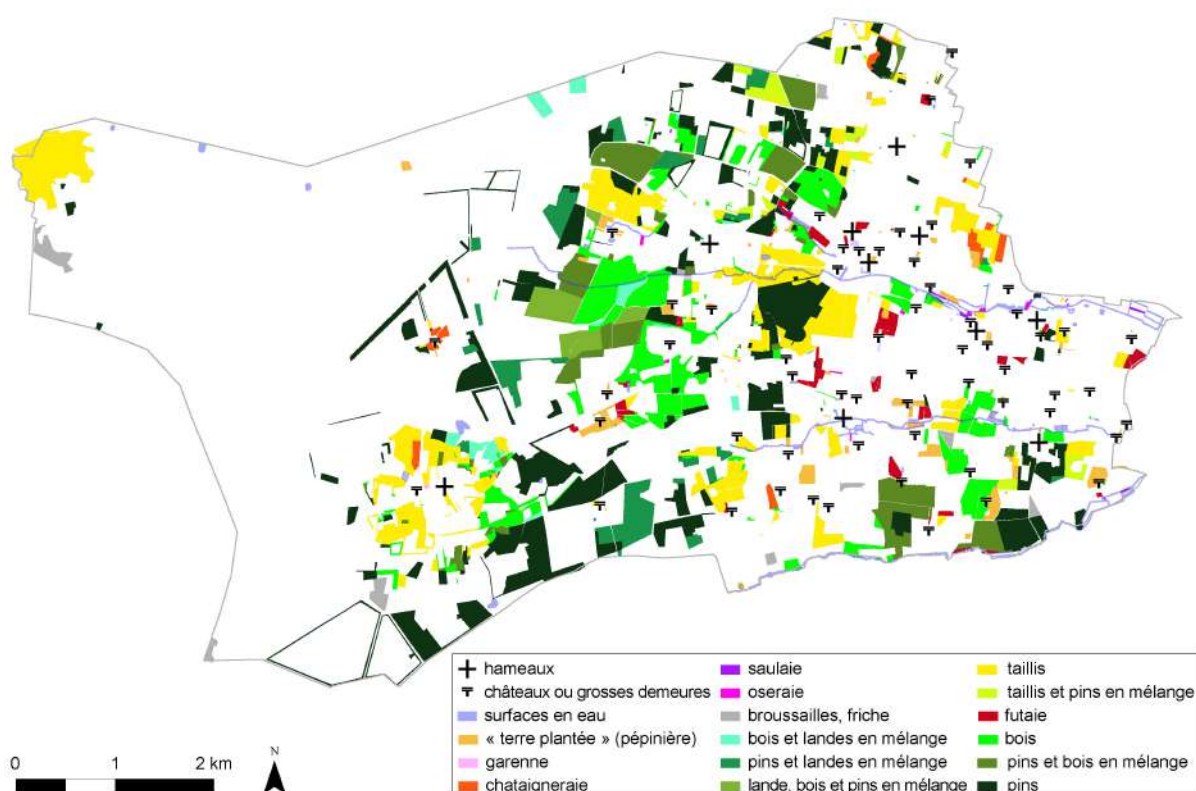 hameaux
châteaux ou grosses demeures
surfaces en eau
« terre plantée » (pépinière)
garenne
chataigneraie
saulaie
oseraie
broussailles, friche
bois et landes en mélange
pins et landes en mélange
lande, bois et pins en mélange
taillis
taillis et pins en mélange
futaie
bois
pins et bois en mélange
pins
0 1 2 km
N